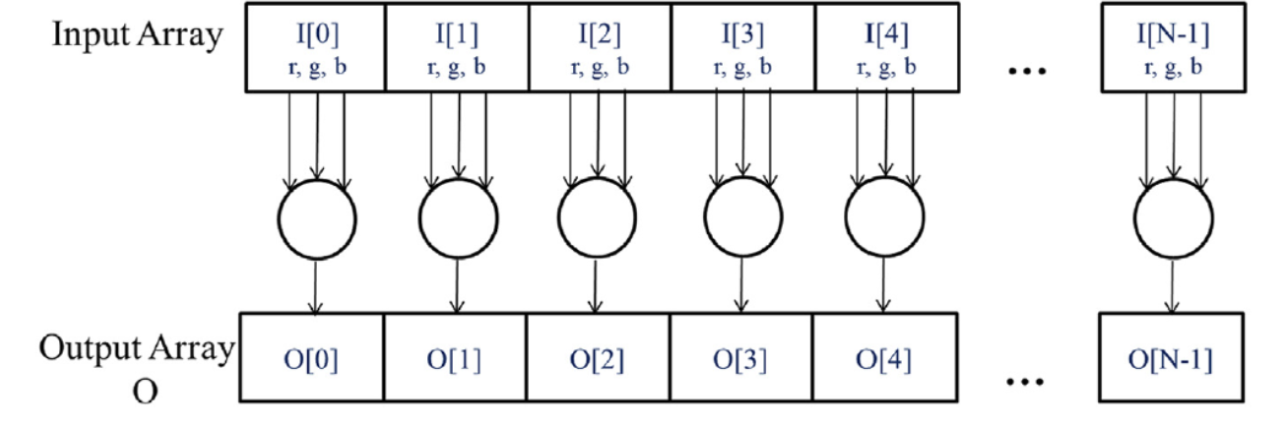 Input Array
I[0] I[1] I[2] I[3] I[4] ... I[N-1]
r, g, b r, g, b r, g, b r, g, b r, g, b r, g, b
Output Array
O
O[0] O[1] O[2] O[3] O[4] ... O[N-1]